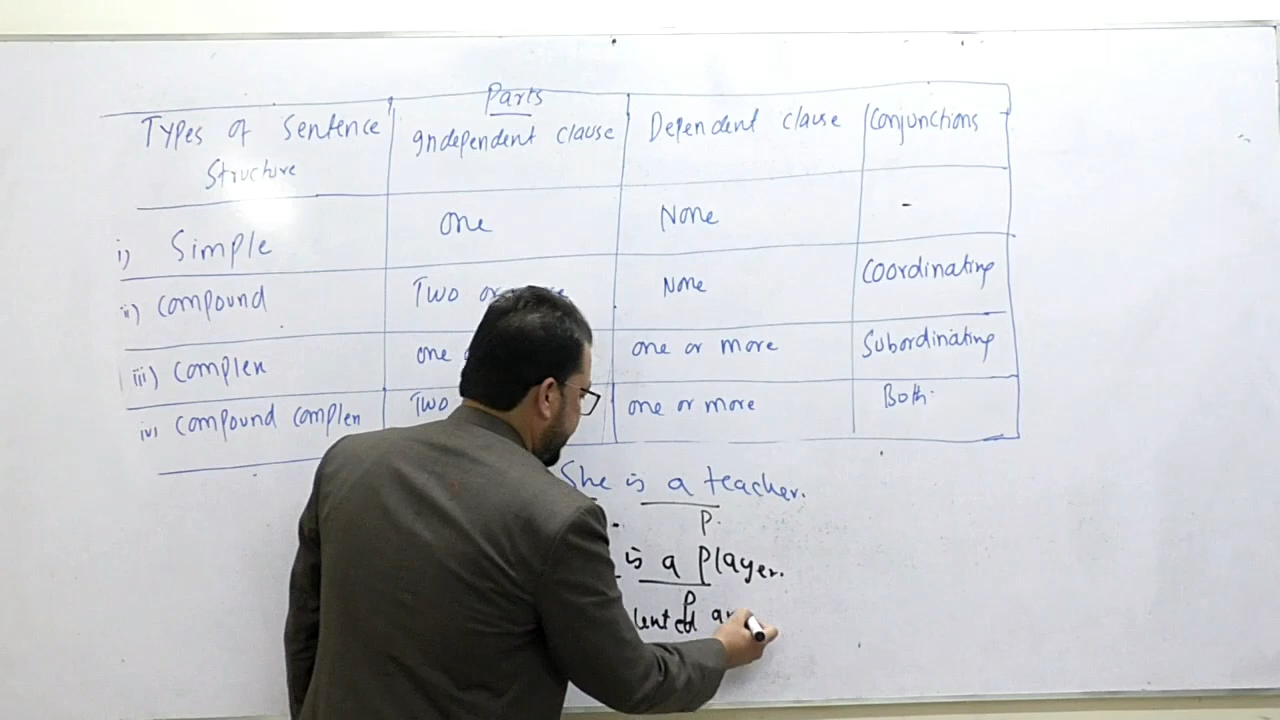 Parts
Types of Sentence Independent clause Dependent clause Conjunctions
Structure
i) Simple one None -
ii) Compound Two None Coordinating
iii) Complex one one or more Subordinating
iv) Compound Complex Two one or more Both.
She is a teacher.
P.
is a Player.
P